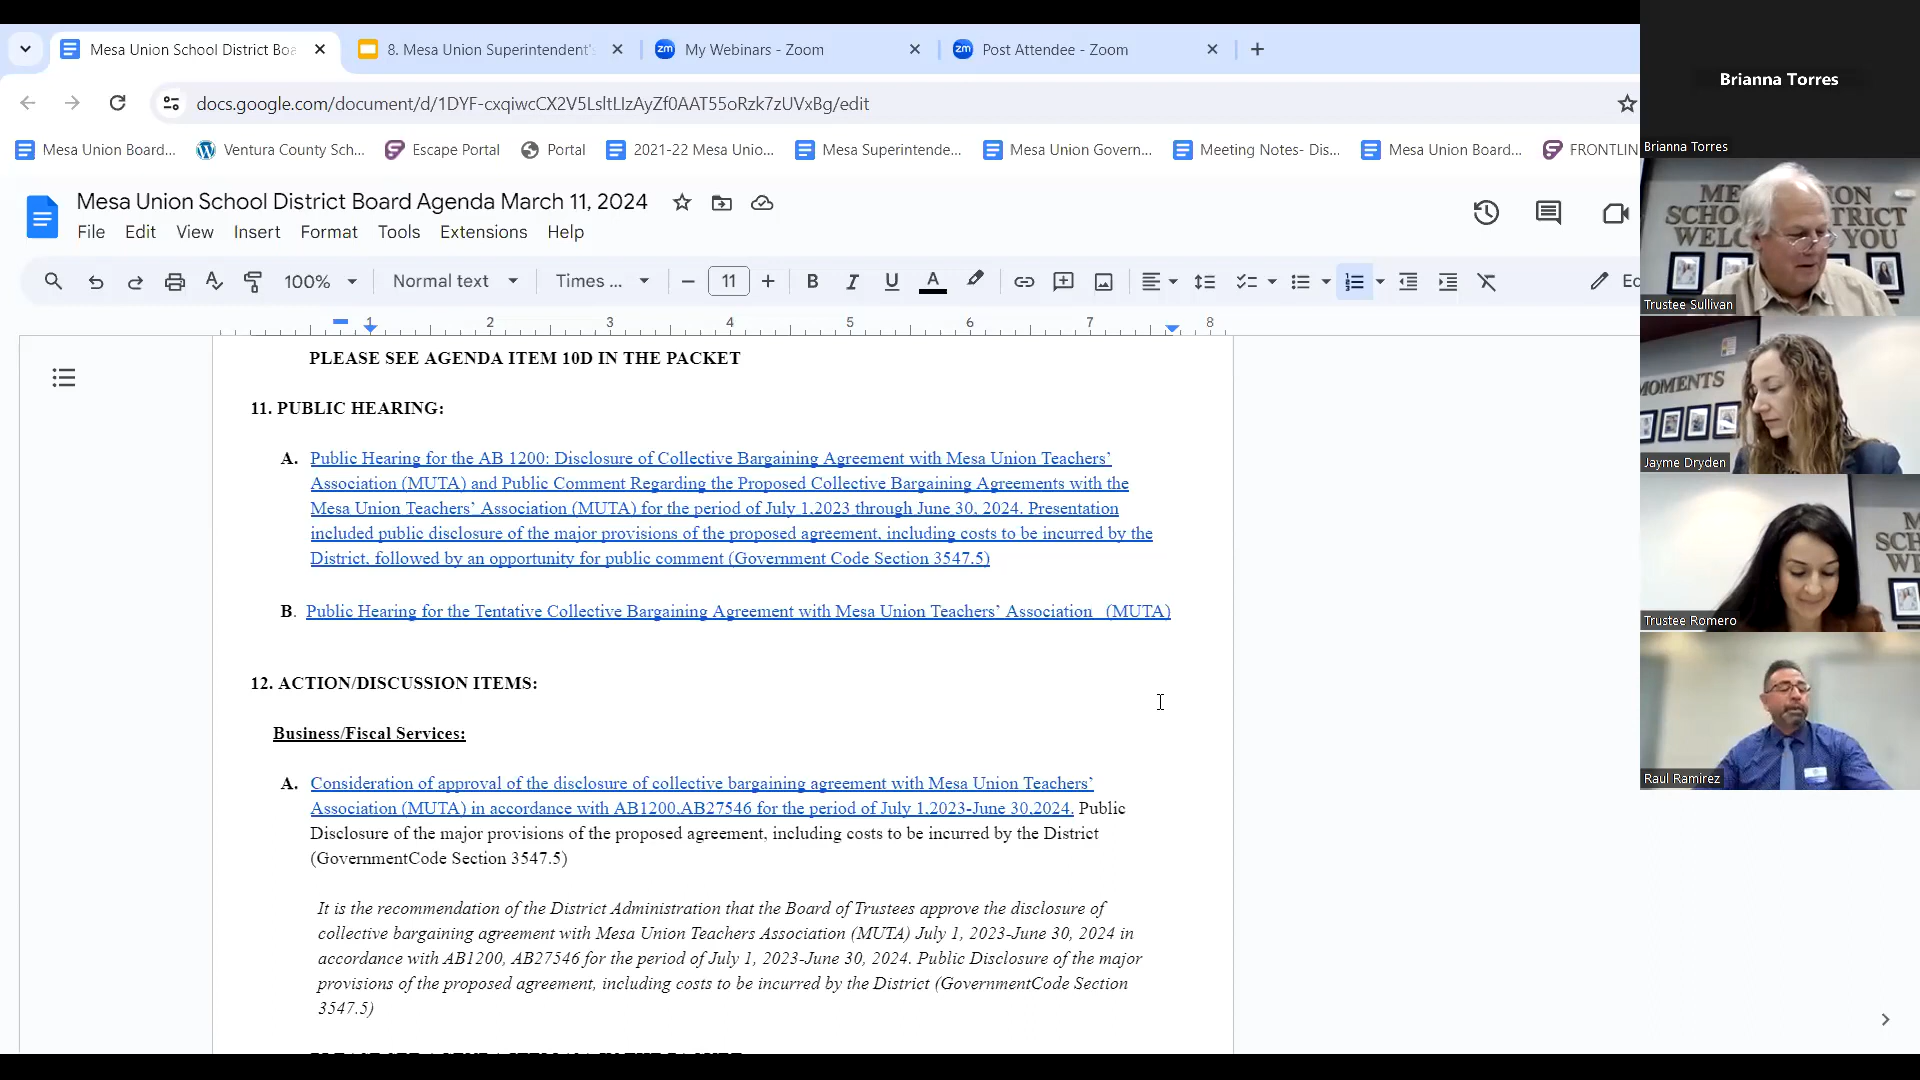 Mesa Union School District Boa
8. Mesa Union Superintendent's
My Webinars - Zoom
Post Attendee - Zoom
docs.google.com/document/d/1DYF-cxqiwcCX2V5LsltLIzAyZf0AAT55oRzk7zUVxBg/edit
Mesa Union Board...
Ventura County Sch...
Escape Portal
Portal
2021-22 Mesa Unio...
Mesa Superintende...
Mesa Union Govern...
Meeting Notes- Dis...
Mesa Union Board...
FRONTLIN
Mesa Union School District Board Agenda March 11, 2024
File Edit View Insert Format Tools Extensions Help
100% Normal text Times ... 11 Ed
1 2 3 4 5 6 7 8
PLEASE SEE AGENDA ITEM 10D IN THE PACKET
11. PUBLIC HEARING:
A. Public Hearing for the AB 1200: Disclosure of Collective Bargaining Agreement with Mesa Union Teachers’
Association (MUTA) and Public Comment Regarding the Proposed Collective Bargaining Agreements with the
Mesa Union Teachers’ Association (MUTA) for the period of July 1,2023 through June 30, 2024. Presentation
included public disclosure of the major provisions of the proposed agreement, including costs to be incurred by the
District, followed by an opportunity for public comment (Government Code Section 3547.5)
B. Public Hearing for the Tentative Collective Bargaining Agreement with Mesa Union Teachers’ Association (MUTA)
12. ACTION/DISCUSSION ITEMS:
Business/Fiscal Services:
A. Consideration of approval of the disclosure of collective bargaining agreement with Mesa Union Teachers’
Association (MUTA) in accordance with AB1200,AB27546 for the period of July 1,2023-June 30,2024. Public
Disclosure of the major provisions of the proposed agreement, including costs to be incurred by the District
(GovernmentCode Section 3547.5)
It is the recommendation of the District Administration that the Board of Trustees approve the disclosure of
collective bargaining agreement with Mesa Union Teachers Association (MUTA) July 1, 2023-June 30, 2024 in
accordance with AB1200, AB27546 for the period of July 1, 2023-June 30, 2024. Public Disclosure of the major
provisions of the proposed agreement, including costs to be incurred by the District (GovernmentCode Section
3547.5)
Brianna Torres
Brianna Torres
Trustee Sullivan
MOMENTS
Jayme Dryden
Trustee Romero
Raul Ramirez